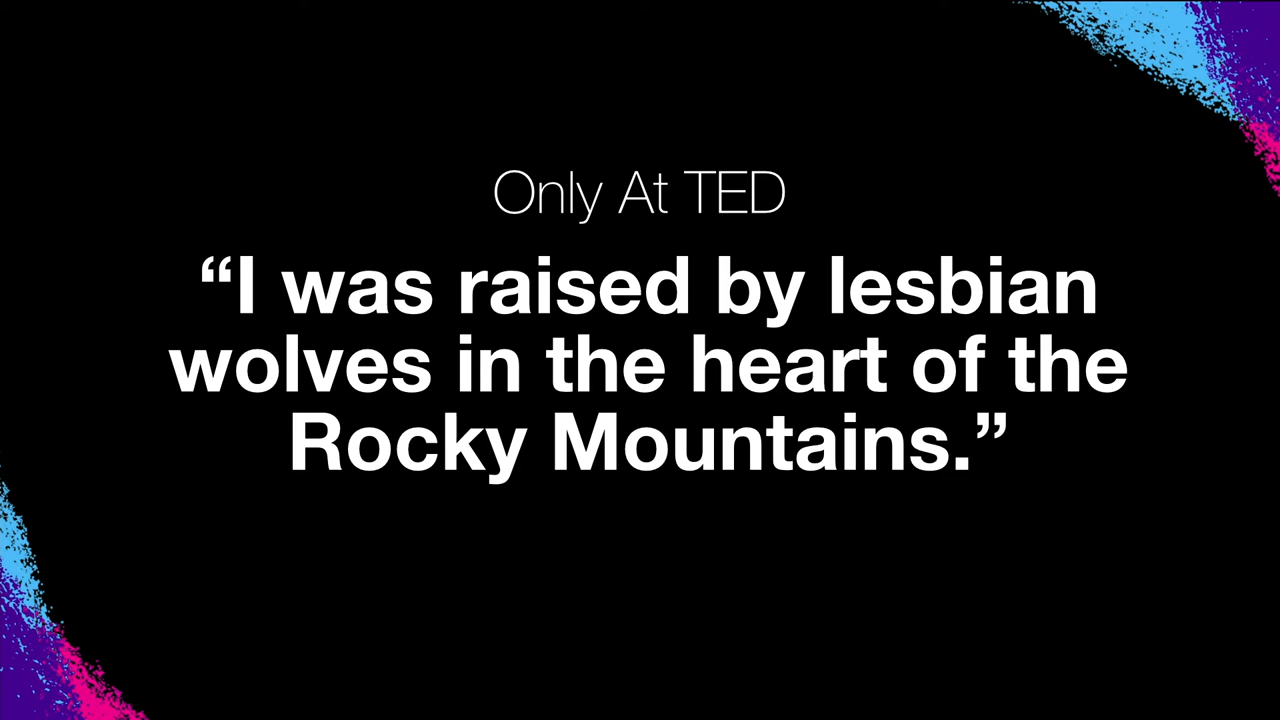 Only At TED
“I was raised by lesbian
wolves in the heart of the
Rocky Mountains.”